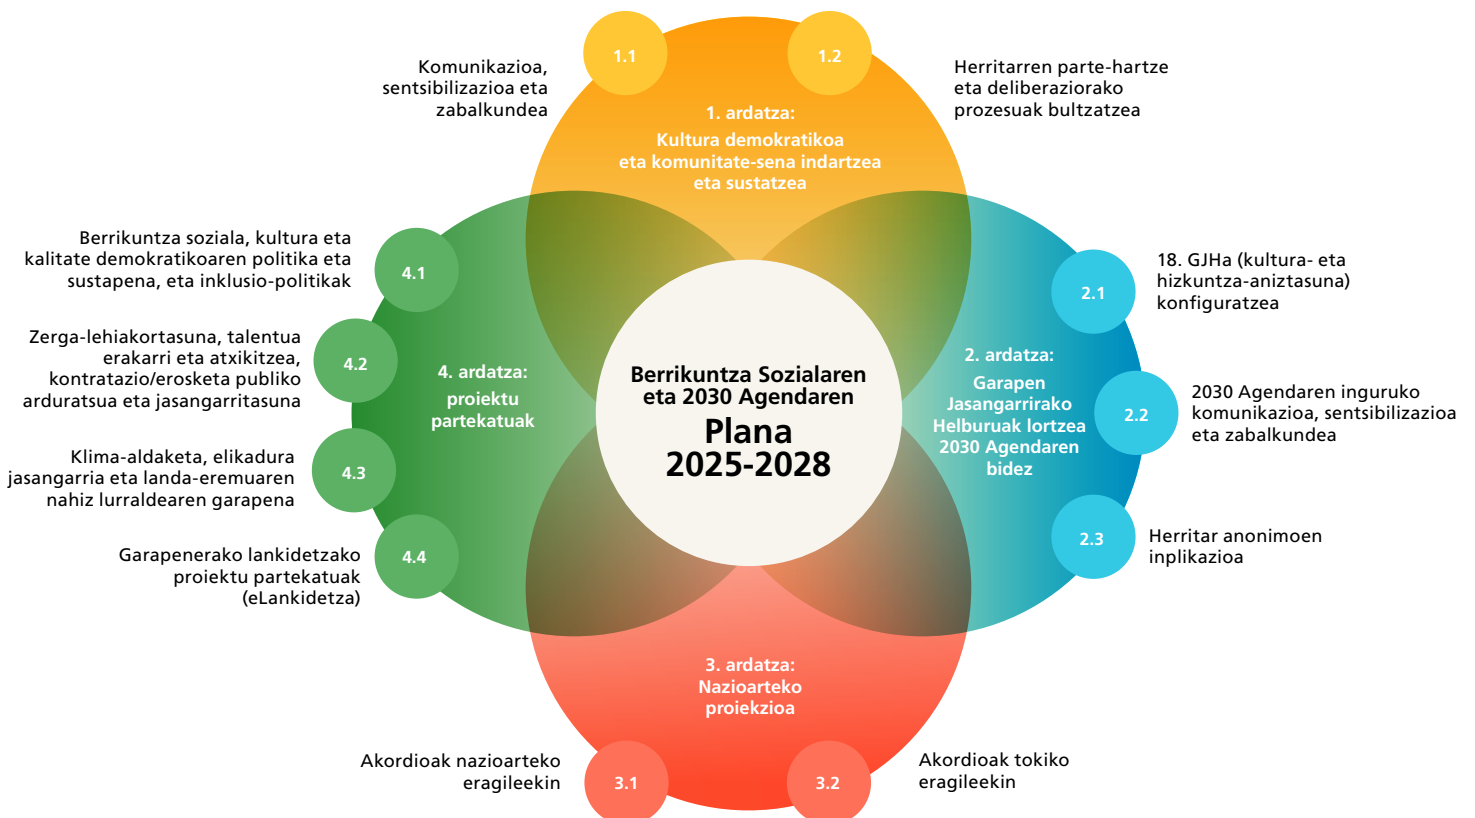 Berrikuntza Sozialaren
eta 2030 Agendaren
Plana
2025-2028
1. ardatza:
Kultura demokratikoa
eta komunitate-sena indartzea
eta sustatzea
1.1
Komunikazioa,
sentsibilizazioa eta
zabalkundea
1.2
Herritarren parte-hartze
eta deliberaziorako
prozesuak bultzatzea
2. ardatza:
Garapen
Jasangarrirako
Helburuak lortzea
2030 Agendaren
bidez
2.1
18. GJHa (kultura- eta
hizkuntza-aniztasuna)
konfiguratzea
2.2
2030 Agendaren inguruko
komunikazioa, sentsibilizazioa
eta zabalkundea
2.3
Herritar anonimoen
inplikazioa
3. ardatza:
Nazioarteko
proiekzioa
3.1
Akordioak nazioarteko
eragileekin
3.2
Akordioak tokiko
eragileekin
4. ardatza:
proiektu
partekatuak
4.1
Berrikuntza soziala, kultura eta
kalitate demokratikoaren politika eta
sustapena, eta inklusio-politikak
4.2
Zerga-lehiakortasuna, talentua
erakarri eta atxikitzea,
kontratazio/erosketa publiko
arduratsua eta jasangarritasuna
4.3
Klima-aldaketa, elikadura
jasangarria eta landa-eremuaren
nahiz lurraldearen garapena
4.4
Garapenerako lankidetzako
proiektu partekatuak
(eLankidetza)